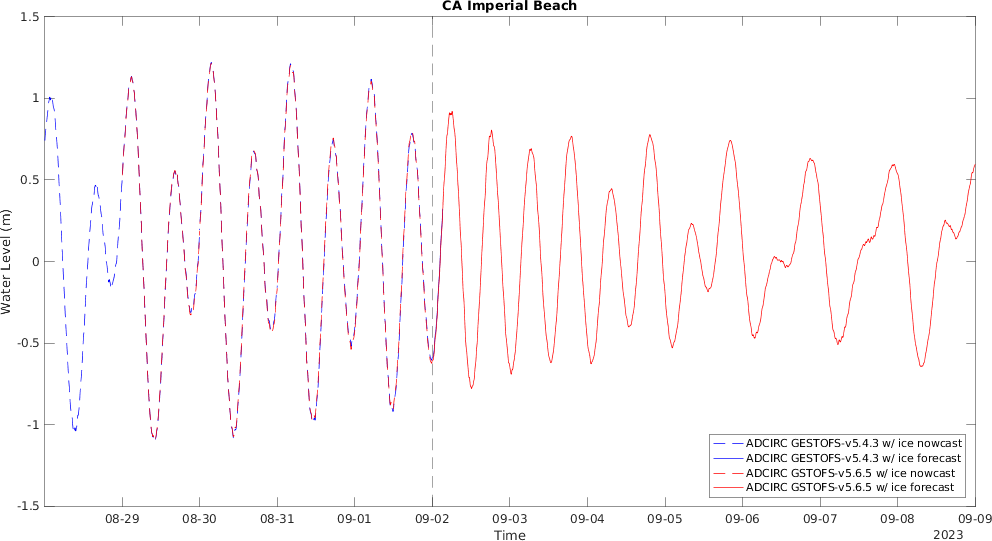 CA Imperial Beach
1.5
1
0.5
0
-0.5
-1
-1.5
Water Level (m)
08-29 08-30 08-31 09-01 09-02 09-03 09-04 09-05 09-06 09-07 09-08 09-09
2023
Time
ADCIRC GESTOFS-v5.4.3 w/ ice nowcast
ADCIRC GESTOFS-v5.4.3 w/ ice forecast
ADCIRC GSTOFS-v5.6.5 w/ ice nowcast
ADCIRC GSTOFS-v5.6.5 w/ ice forecast